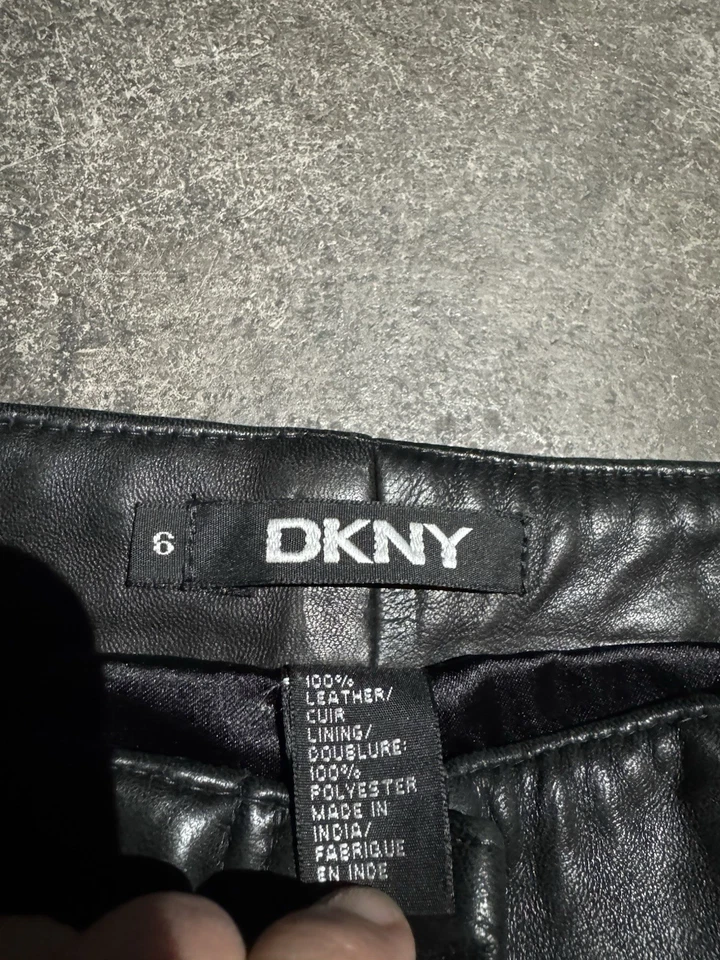 6
DKNY
100%
LEATHER/
CUIR
LINING/
DOUBLURE:
100%
POLYESTER
MADE IN
INDIA/
FABRIQUE
EN INDE